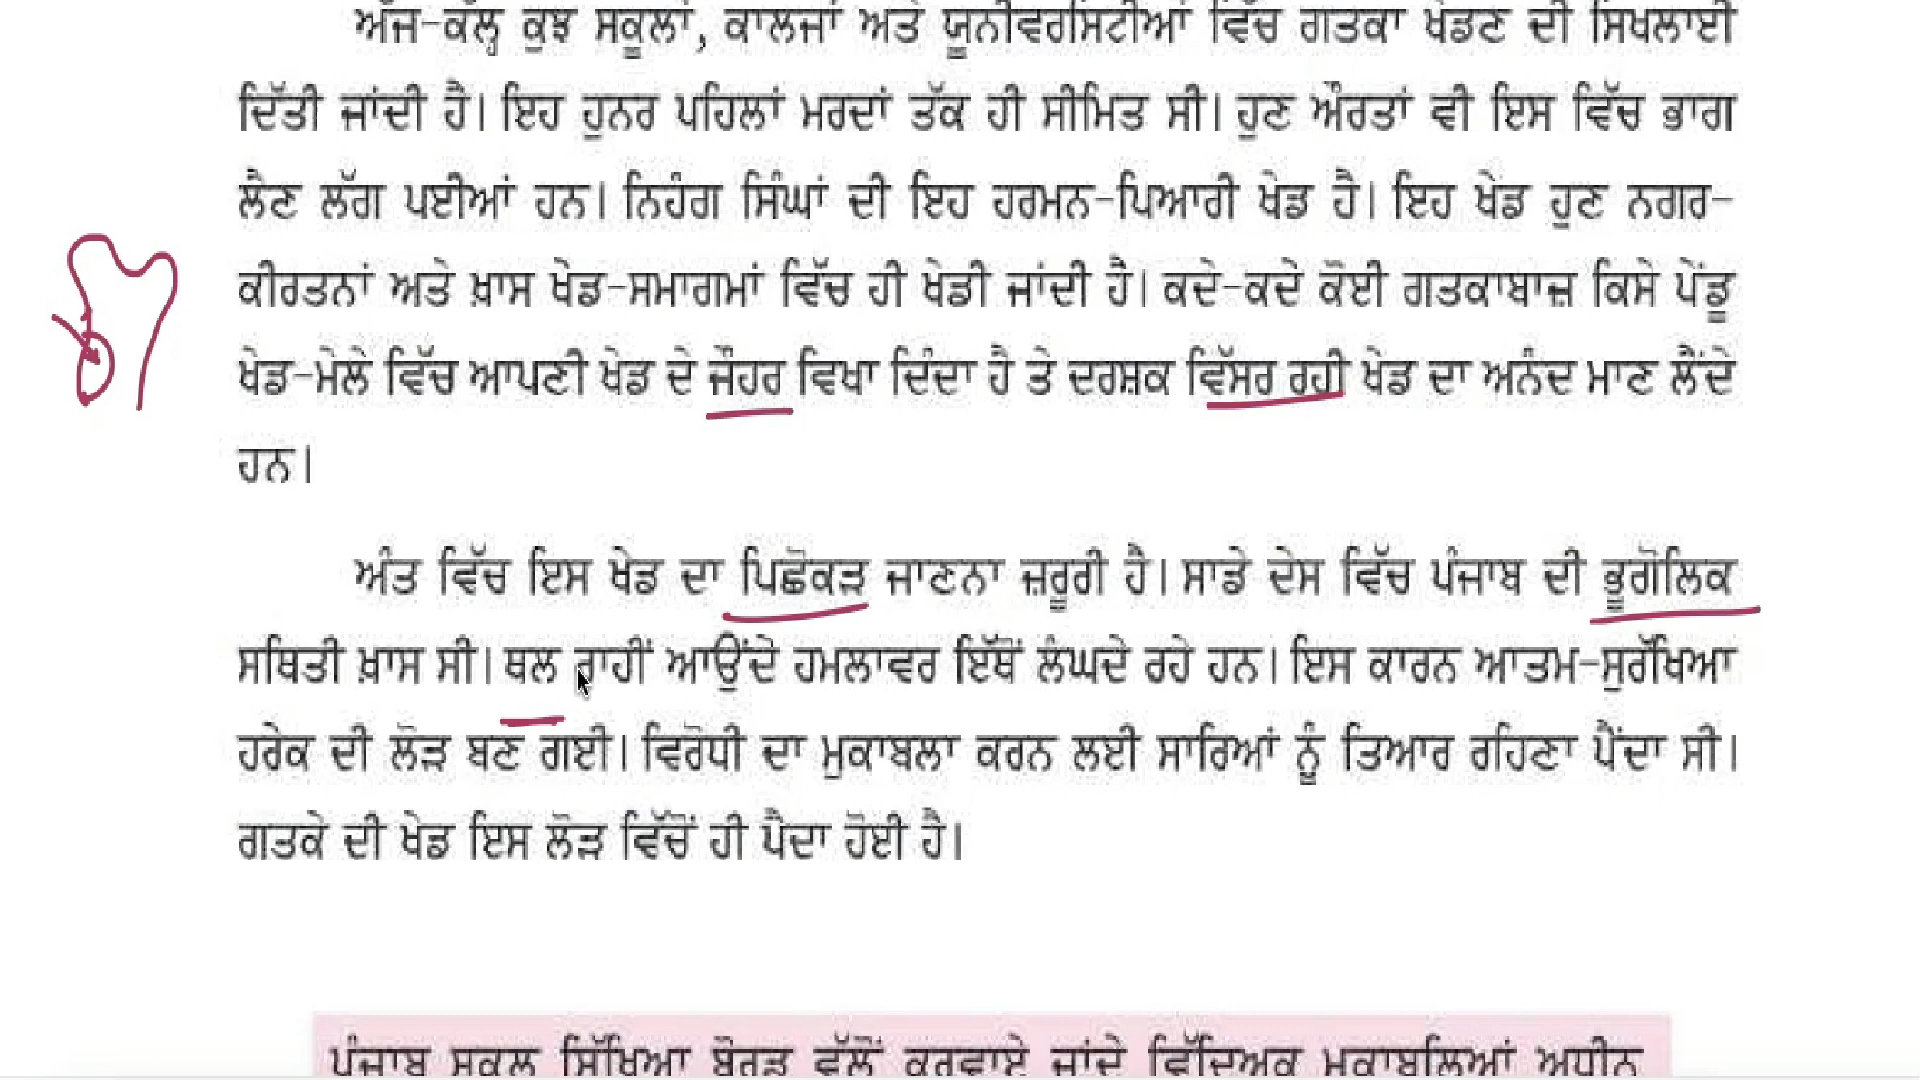 ਅੱਜ-ਕੱਲ੍ਹ ਕੁਝ ਸਕੂਲਾਂ, ਕਾਲਜਾਂ ਅਤੇ ਯੂਨੀਵਰਸਿਟੀਆਂ ਵਿੱਚ ਗਤਕਾ ਖੇਡਣ ਦੀ ਸਿਖਲਾਈ
ਦਿੱਤੀ ਜਾਂਦੀ ਹੈ। ਇਹ ਹੁਨਰ ਪਹਿਲਾਂ ਮਰਦਾਂ ਤੱਕ ਹੀ ਸੀਮਿਤ ਸੀ। ਹੁਣ ਔਰਤਾਂ ਵੀ ਇਸ ਵਿੱਚ ਭਾਗ
ਲੈਣ ਲੱਗ ਪਈਆਂ ਹਨ। ਨਿਹੰਗ ਸਿੰਘਾਂ ਦੀ ਇਹ ਹਰਮਨ-ਪਿਆਰੀ ਖੇਡ ਹੈ। ਇਹ ਖੇਡ ਹੁਣ ਨਗਰ-
ਕੀਰਤਨਾਂ ਅਤੇ ਖ਼ਾਸ ਖੇਡ-ਸਮਾਗਮਾਂ ਵਿੱਚ ਹੀ ਖੇਡੀ ਜਾਂਦੀ ਹੈ। ਕਦੇ-ਕਦੇ ਕੋਈ ਗਤਕਾਬਾਜ਼ ਕਿਸੇ ਪੇਂਡੂ
ਖੇਡ-ਮੇਲੇ ਵਿੱਚ ਆਪਣੀ ਖੇਡ ਦੇ ਜੌਹਰ ਵਿਖਾ ਦਿੰਦਾ ਹੈ ਤੇ ਦਰਸ਼ਕ ਵਿੱਸਰ ਰਹੀ ਖੇਡ ਦਾ ਅਨੰਦ ਮਾਣ ਲੈਂਦੇ
ਹਨ।
ਅੰਤ ਵਿੱਚ ਇਸ ਖੇਡ ਦਾ ਪਿਛੋਕੜ ਜਾਣਨਾ ਜ਼ਰੂਰੀ ਹੈ। ਸਾਡੇ ਦੇਸ ਵਿੱਚ ਪੰਜਾਬ ਦੀ ਭੂਗੋਲਿਕ
ਸਥਿਤੀ ਖ਼ਾਸ ਸੀ। ਥਲ ਰਾਹੀਂ ਆਉਂਦੇ ਹਮਲਾਵਰ ਇੱਥੋਂ ਲੰਘਦੇ ਰਹੇ ਹਨ। ਇਸ ਕਾਰਨ ਆਤਮ-ਸੁਰੱਖਿਆ
ਹਰੇਕ ਦੀ ਲੋੜ ਬਣ ਗਈ। ਵਿਰੋਧੀ ਦਾ ਮੁਕਾਬਲਾ ਕਰਨ ਲਈ ਸਾਰਿਆਂ ਨੂੰ ਤਿਆਰ ਰਹਿਣਾ ਪੈਂਦਾ ਸੀ।
ਗਤਕੇ ਦੀ ਖੇਡ ਇਸ ਲੋੜ ਵਿੱਚੋਂ ਹੀ ਪੈਦਾ ਹੋਈ ਹੈ।
ਪੰਜਾਬ ਸਕੂਲ ਸਿੱਖਿਆ ਬੋਰਡ ਵੱਲੋਂ ਕਰਵਾਏ ਜਾਂਦੇ ਵਿੱਦਿਅਕ ਮੁਕਾਬਲਿਆਂ ਅਧੀਨ